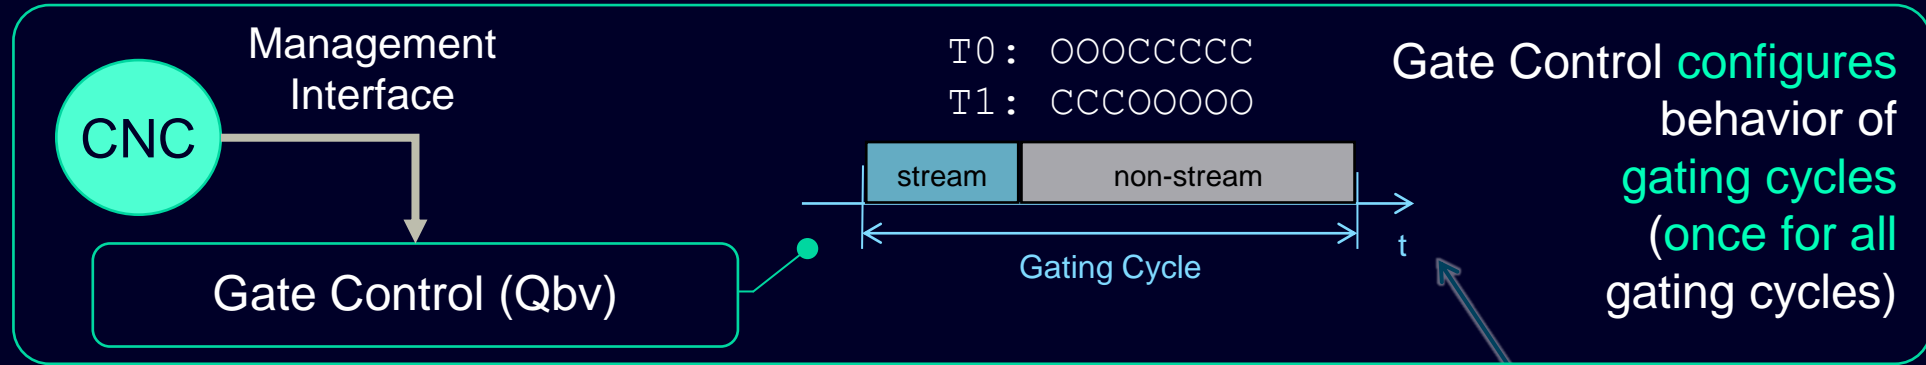 Management
Interface
CNC
Gate Control (Qbv)
T0: OOOCCCCC
T1: CCCOOOOO
stream
non-stream
Gating Cycle
t
Gate Control configures
behavior of
gating cycles
(once for all
gating cycles)